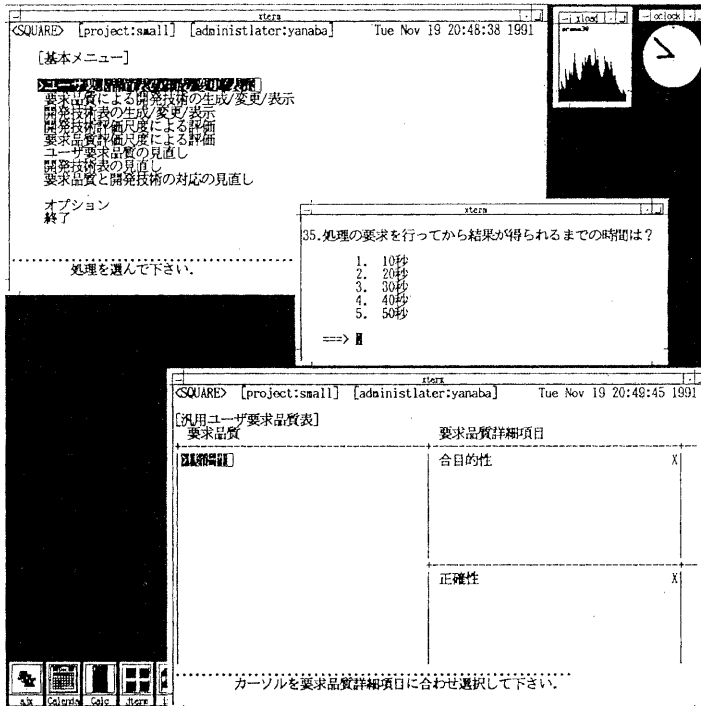 xterm
<SQUARE> [project:small] [administlater:yanaba] Tue Nov 19 20:48:38 1991
[基本メニュー]
要求品質による開発技術の生成/変更/表示
開発技術表の生成/変更/表示
開発技術評価尺度による評価
要求品質評価尺度による評価
ユーザ要求品質の見直し
開発技術表の見直し
要求品質と開発技術の対応の見直し
オプション
終了
処理を選んで下さい.
xload
oclock
xterm
35.処理の要求を行ってから結果が得られるまでの時間は?
1. 10秒
2. 20秒
3. 30秒
4. 40秒
5. 50秒
===>
xterm
<SQUARE> [project:small] [administlater:yanaba] Tue Nov 19 20:49:45 1991
[汎用ユーザ要求品質表]
要求品質 要求品質詳細項目
合目的性 X
正確性 X
カーソルを要求品質詳細項目に合わせ選択して下さい.
Calenda
Calc